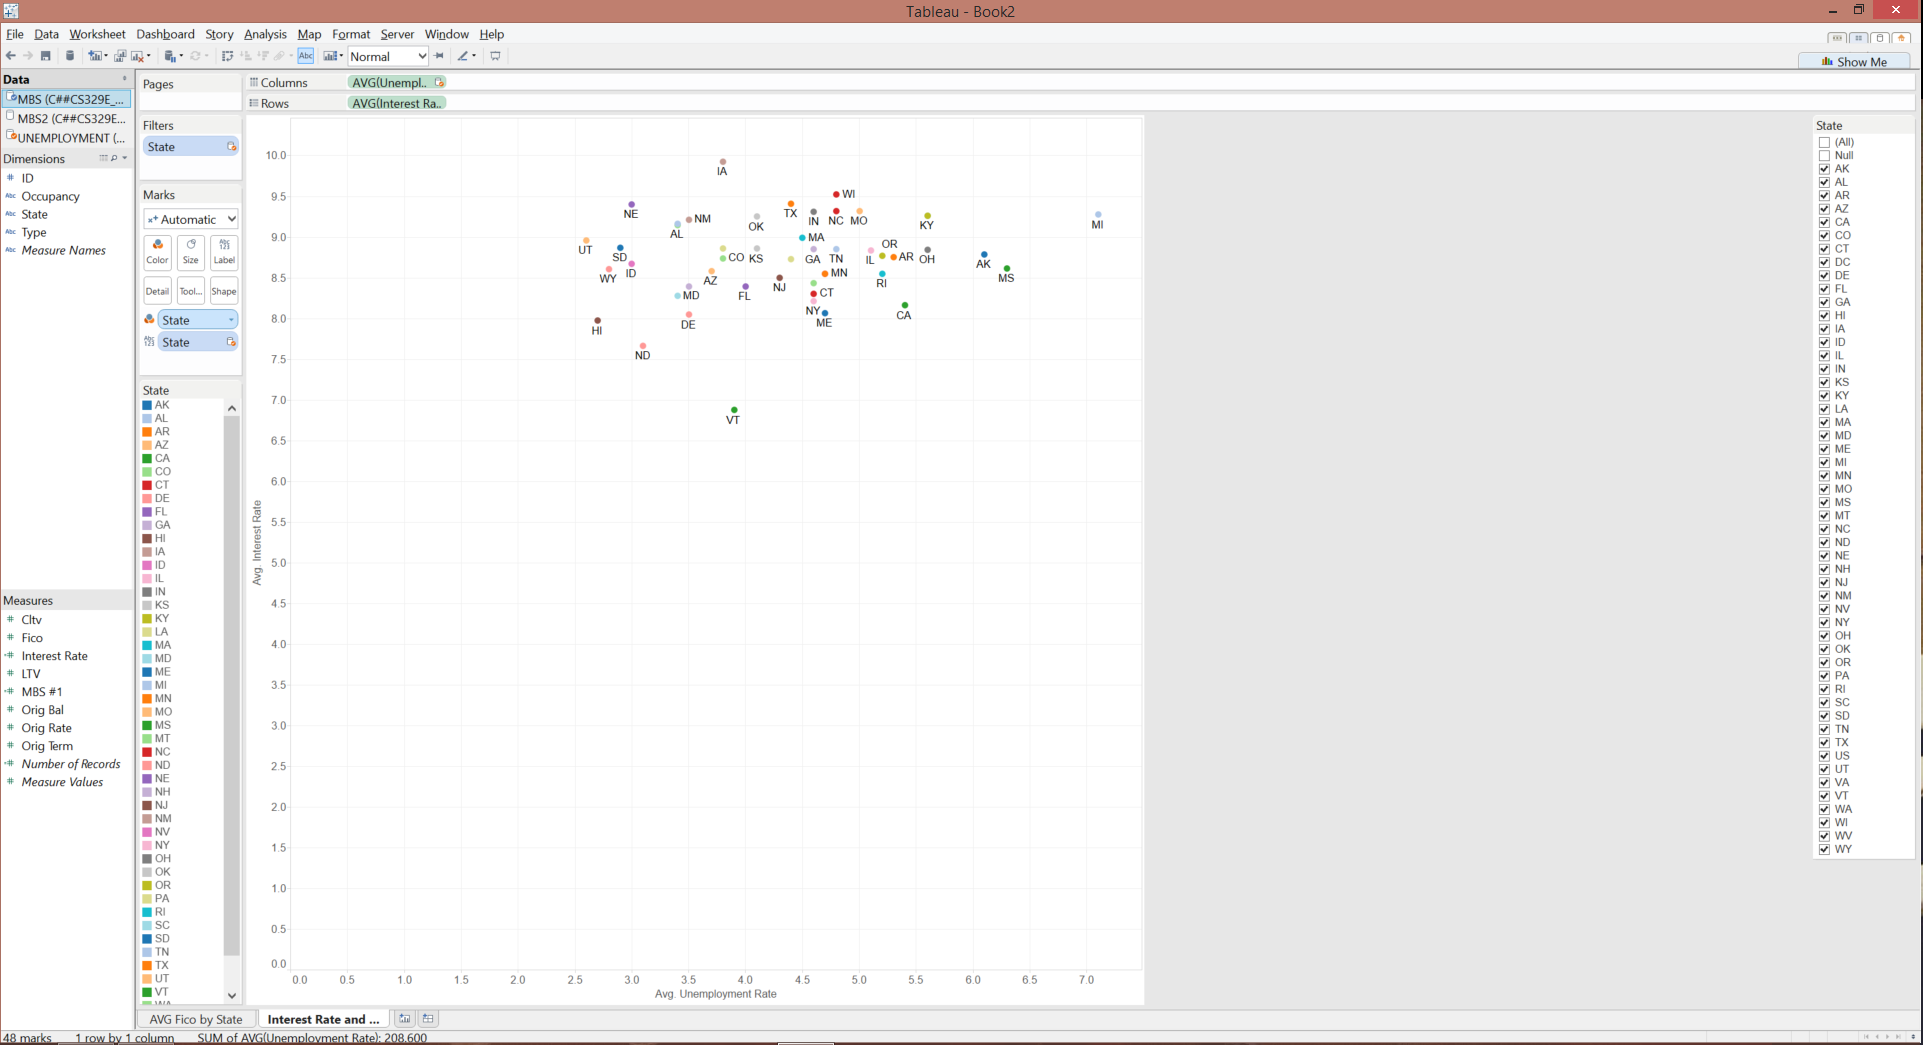 Tableau - Book2
File Data Worksheet Dashboard Story Analysis Map Format Server Window Help
Abc Normal
Show Me
Data
MBS (C##CS329E_...
MBS2 (C##CS329E...
UNEMPLOYMENT (...
Dimensions
# ID
Abc Occupancy
Abc State
Abc Type
Abc Measure Names
Measures
# Cltv
# Fico
# Interest Rate
# LTV
# MBS #1
# Orig Bal
# Orig Rate
# Orig Term
# Number of Records
# Measure Values
Pages
Filters
State
Marks
Automatic
Color Size Label
Detail Tool... Shape
State
State
State
AK
AL
AR
AZ
CA
CO
CT
DE
FL
GA
HI
IA
ID
IL
IN
KS
KY
LA
MA
MD
ME
MI
MN
MO
MS
MT
NC
ND
NE
NH
NJ
NM
NV
NY
OH
OK
OR
PA
RI
SC
SD
TN
TX
UT
VT
WA
Columns AVG(Unempl..
Rows AVG(Interest Ra..
10.0
9.5
9.0
8.5
8.0
7.5
7.0
6.5
6.0
5.5
5.0
4.5
4.0
3.5
3.0
2.5
2.0
1.5
1.0
0.5
0.0
Avg. Interest Rate
IA
WI
NE
NM
AL
OK
TX
IN
NC
MO
KY
MI
UT
SD
WY
ID
CO
KS
MA
GA
TN
OR
IL
AR
OH
AK
MS
AZ
MD
FL
NJ
MN
RI
CT
NY
ME
CA
HI
DE
ND
VT
0.0 0.5 1.0 1.5 2.0 2.5 3.0 3.5 4.0 4.5 5.0 5.5 6.0 6.5 7.0
Avg. Unemployment Rate
State
(All)
Null
AK
AL
AR
AZ
CA
CO
CT
DC
DE
FL
GA
HI
IA
ID
IL
IN
KS
KY
LA
MA
MD
ME
MI
MN
MO
MS
MT
NC
ND
NE
NH
NJ
NM
NV
NY
OH
OK
OR
PA
RI
SC
SD
TN
TX
US
UT
VA
VT
WA
WI
WV
WY
AVG Fico by State Interest Rate and ...
48 marks 1 row by 1 column SUM of AVG(Unemployment Rate): 208.600